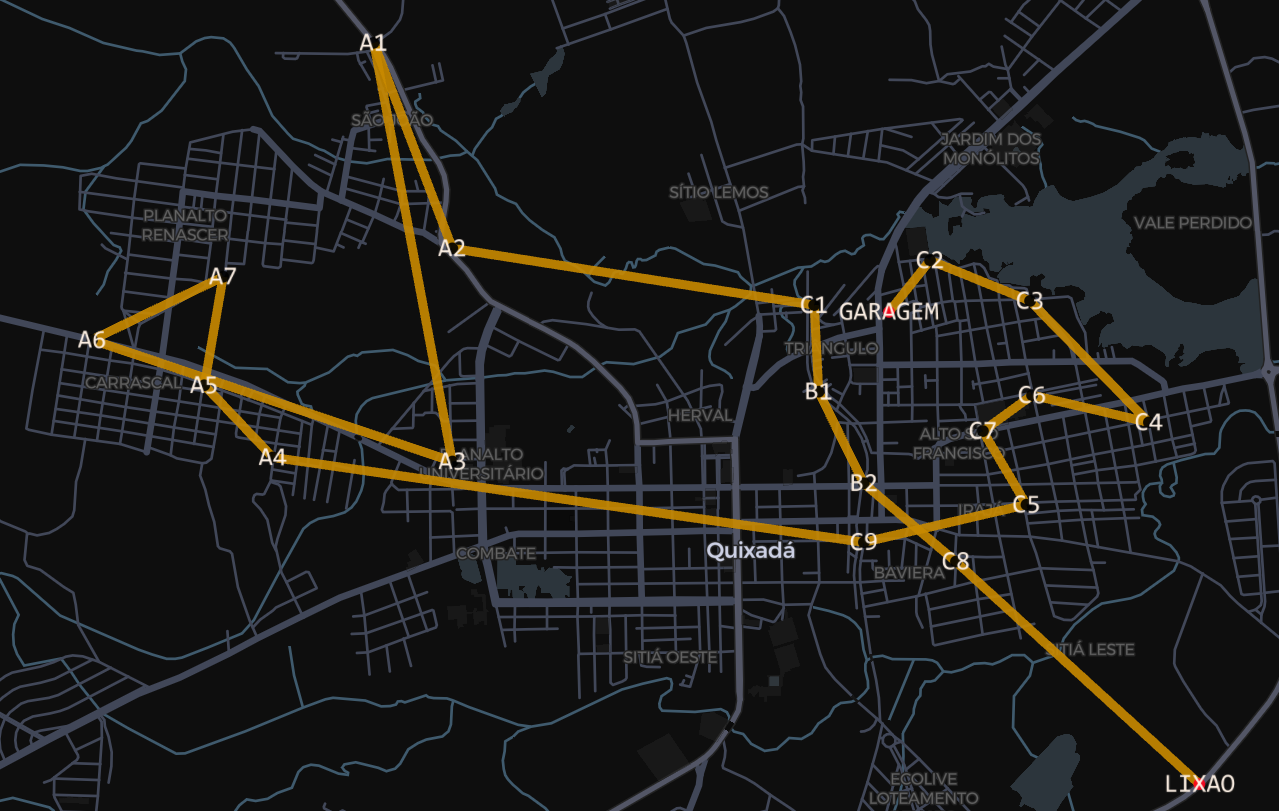 A1
SÃO JOÃO
JARDIM DOS
MONÓLITOS
SÍTIO LEMOS
PLANALTO
RENASCER
VALE PERDIDO
A2
C2
A7
C3
C1
GARAGEM
A6
TRIÂNGULO
CARRASCAL
A5
B1
C6
HERVAL
C4
C7
ALTO SÃO
FRANCISCO
A4
A3
UNIVERSITÁRIO
B2
C5
C9
Quixadá
COMBATE
C8
BAVIERA
SITIÁ OESTE
SITIÁ LESTE
ECOLIVE
LOTEAMENTO
LIXAO